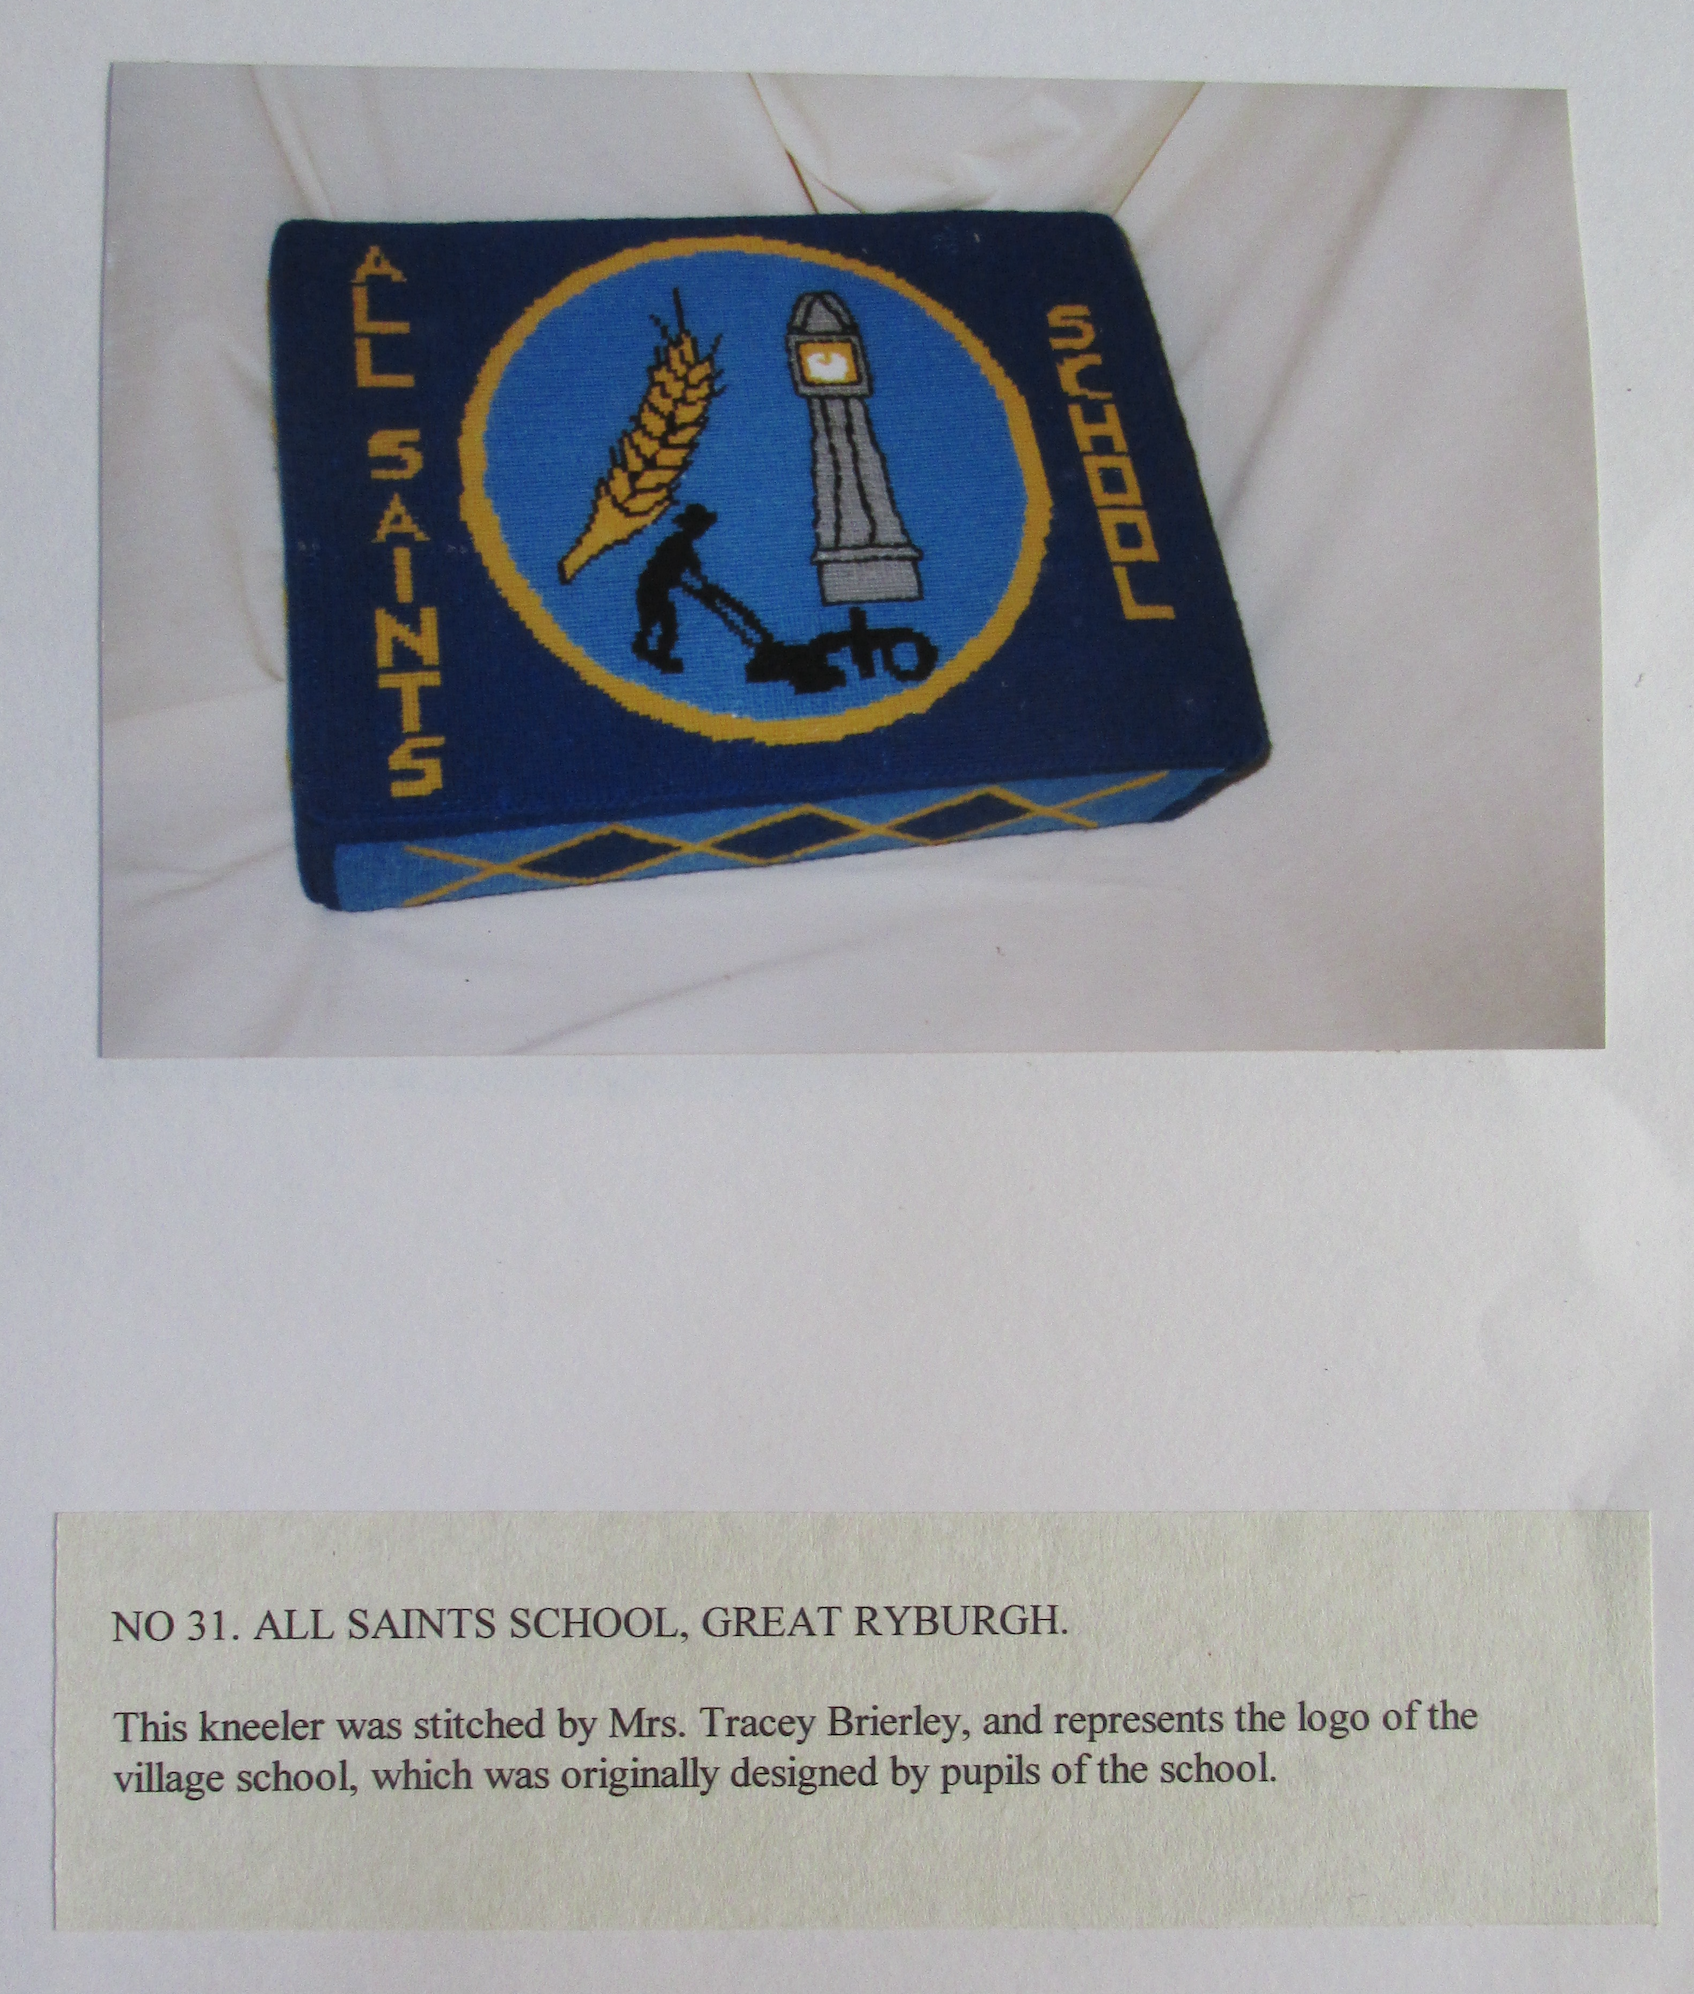 ALL SAINTS
SCHOOL
NO 31. ALL SAINTS SCHOOL, GREAT RYBURGH.
This kneeler was stitched by Mrs. Tracey Brierley, and represents the logo of the
village school, which was originally designed by pupils of the school.